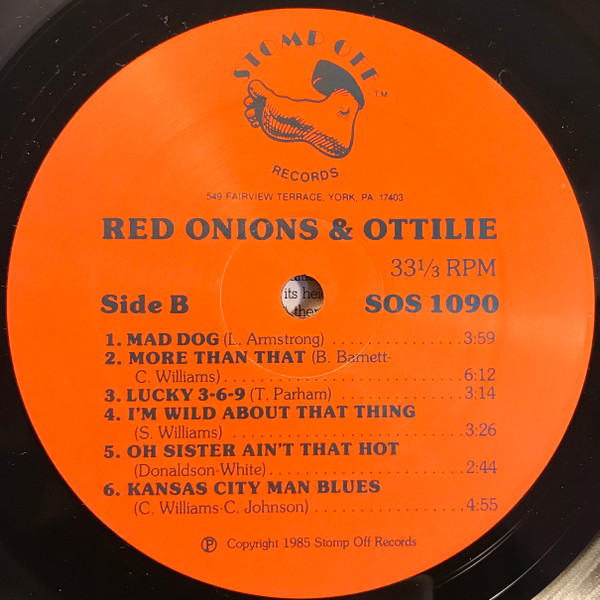 STOMP OFF
TM
RECORDS
549 FAIRVIEW TERRACE, YORK, PA 17403
RED ONIONS & OTTILIE
33⅓ RPM
its hei
ther
Side B SOS 1090
1. MAD DOG (L. Armstrong) ..................3:59
2. MORE THAN THAT (B. Barnett-
C. Williams)..............................6:12
3. LUCKY 3-6-9 (T. Parham) .................3:14
4. I'M WILD ABOUT THAT THING
(S. Williams) .............................3:26
5. OH SISTER AIN'T THAT HOT
(Donaldson-White).........................2:44
6. KANSAS CITY MAN BLUES
(C. Williams-C. Johnson) ...................4:55
Ⓟ Copyright 1985 Stomp Off Records